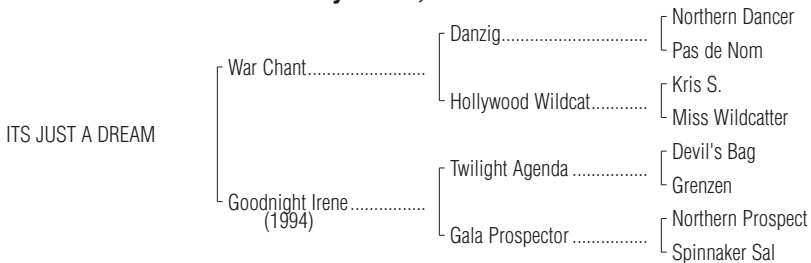 Northern Dancer
Danzig..............................
Pas de Nom
War Chant.........................
Kris S.
Hollywood Wildcat............
Miss Wildcatter
ITS JUST A DREAM
Devil's Bag
Twilight Agenda ................
Grenzen
Goodnight Irene................
(1994)
Northern Prospect
Gala Prospector ................
Spinnaker Sal